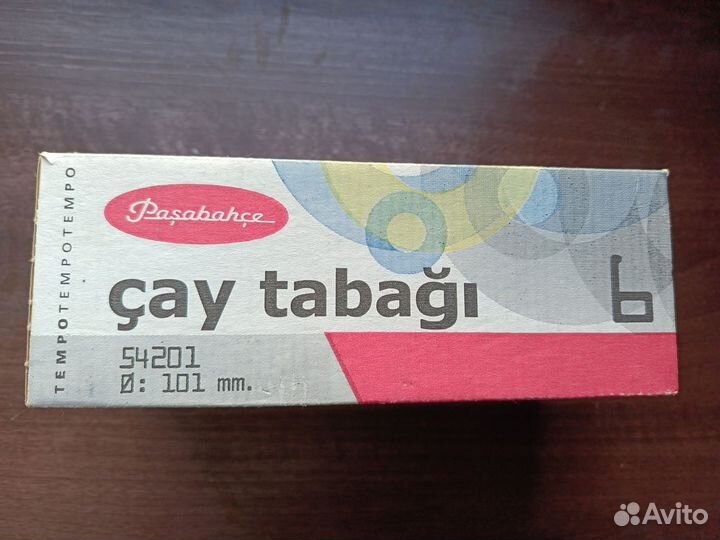 Paşabahçe
çay tabağı
6
54201
Ø: 101 mm.
TEMPOTEMPOTEMPO
Avito